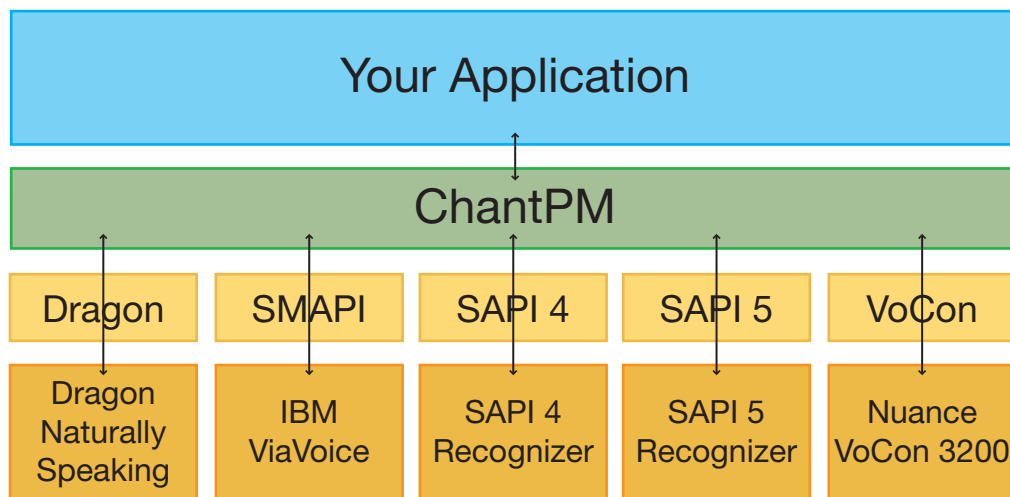 Your Application
ChantPM
Dragon
SMAPI
SAPI 4
SAPI 5
VoCon
Dragon
Naturally
Speaking
IBM
ViaVoice
SAPI 4
Recognizer
SAPI 5
Recognizer
Nuance
VoCon 3200